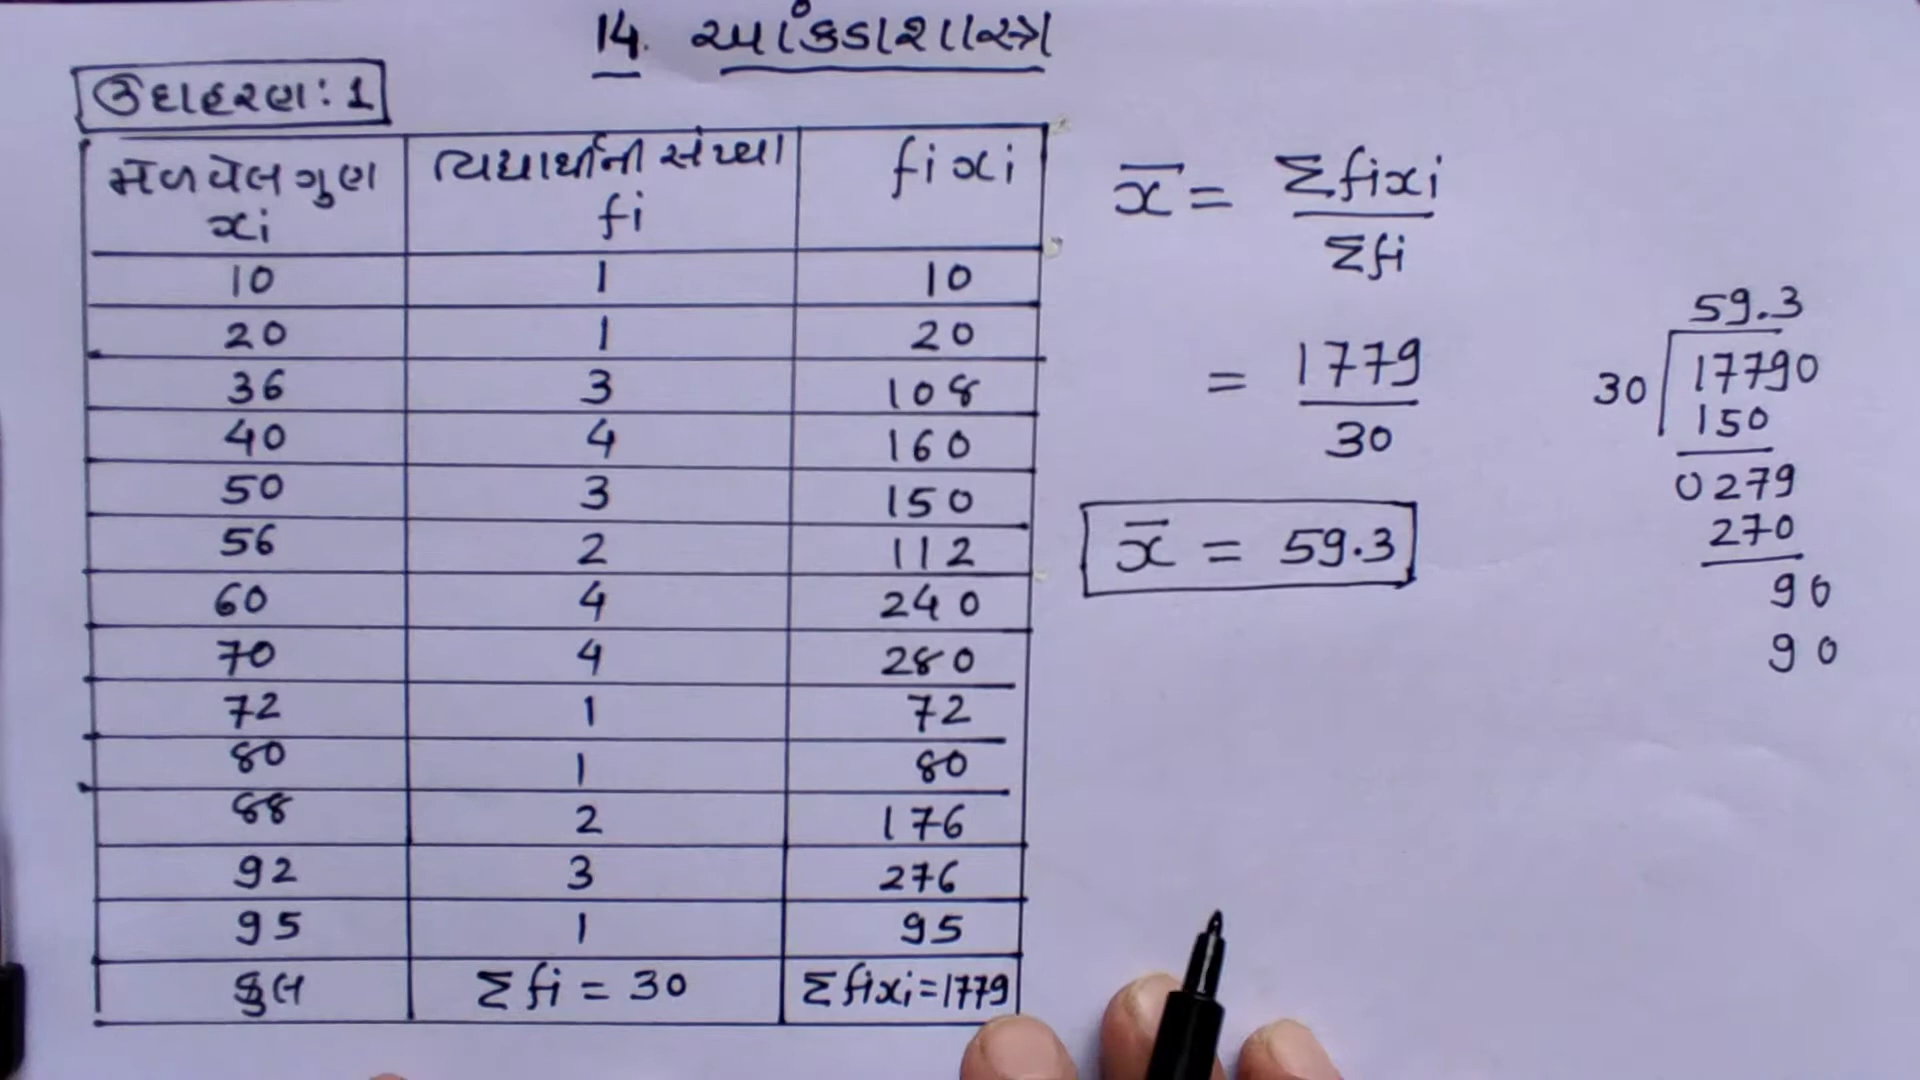 14. આંકડાશાસ્ત્ર
ઉદાહરણ: 1
મેળવેલ ગુણ xi | વિદ્યાર્થીની સંખ્યા fi | fixi
10 | 1 | 10
20 | 1 | 20
36 | 3 | 108
40 | 4 | 160
50 | 3 | 150
56 | 2 | 112
60 | 4 | 240
70 | 4 | 280
72 | 1 | 72
80 | 1 | 80
88 | 2 | 176
92 | 3 | 276
95 | 1 | 95
કુલ | Σfi = 30 | Σfixi = 1779
x̄ = Σfixi / Σfi
= 1779 / 30
x̄ = 59.3
59.3
30 | 17790
150
0279
270
90
90